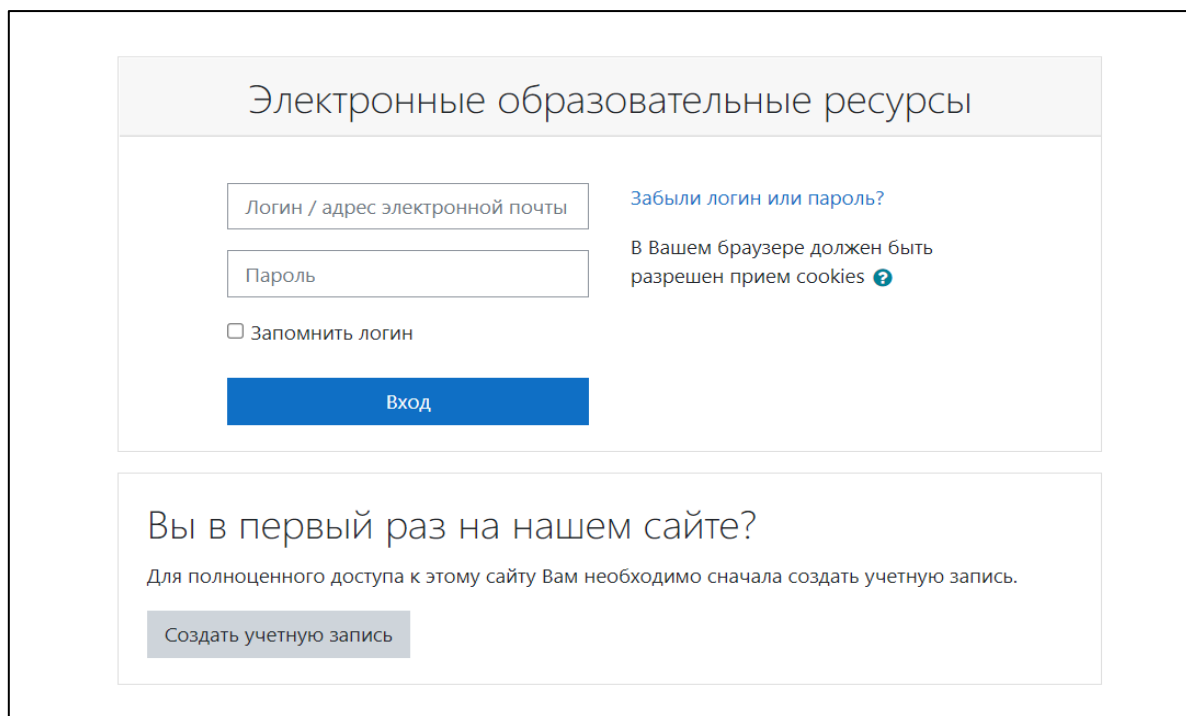 Электронные образовательные ресурсы
Логин / адрес электронной почты
Забыли логин или пароль?
Пароль
В Вашем браузере должен быть
разрешен прием cookies ?
Запомнить логин
Вход
Вы в первый раз на нашем сайте?
Для полноценного доступа к этому сайту Вам необходимо сначала создать учетную запись.
Создать учетную запись